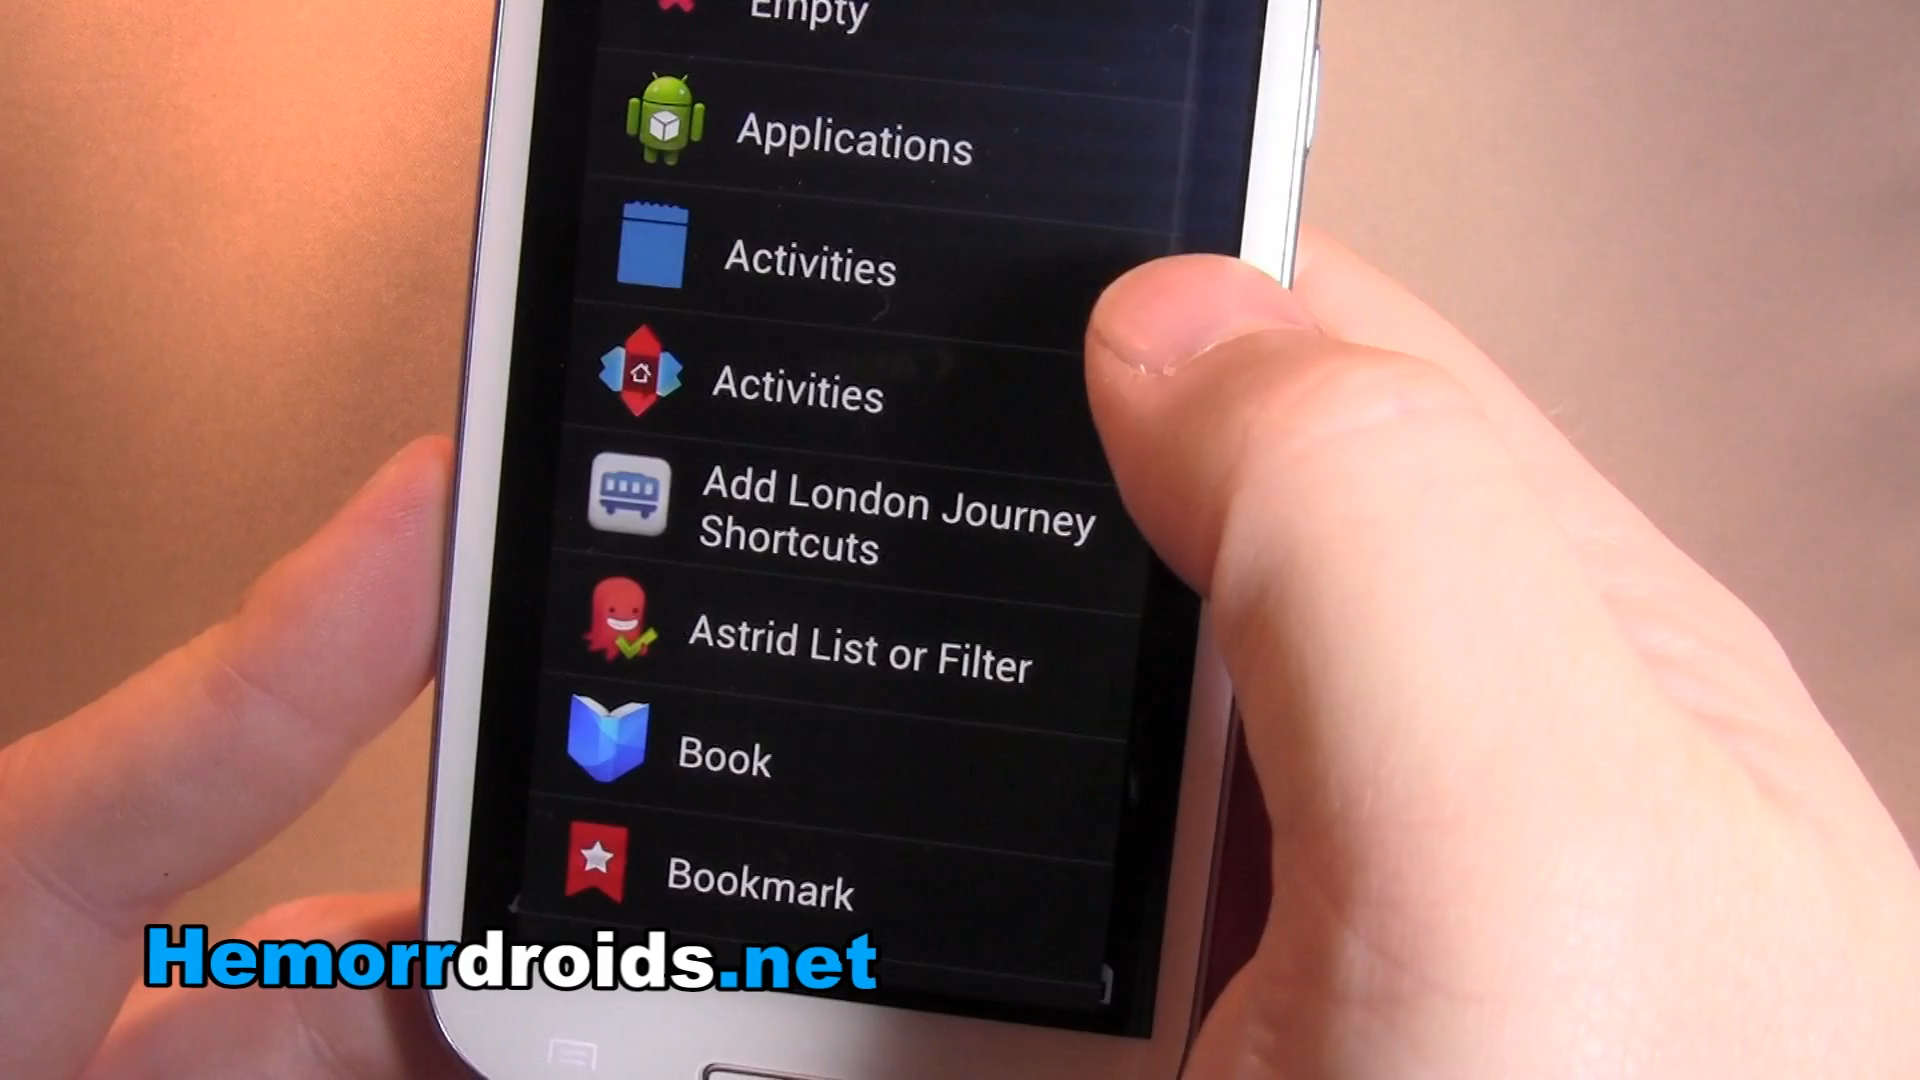 Empty
Applications
Activities
Activities
Add London Journey
Shortcuts
Astrid List or Filter
Book
Bookmark
Hemorrdroids.net